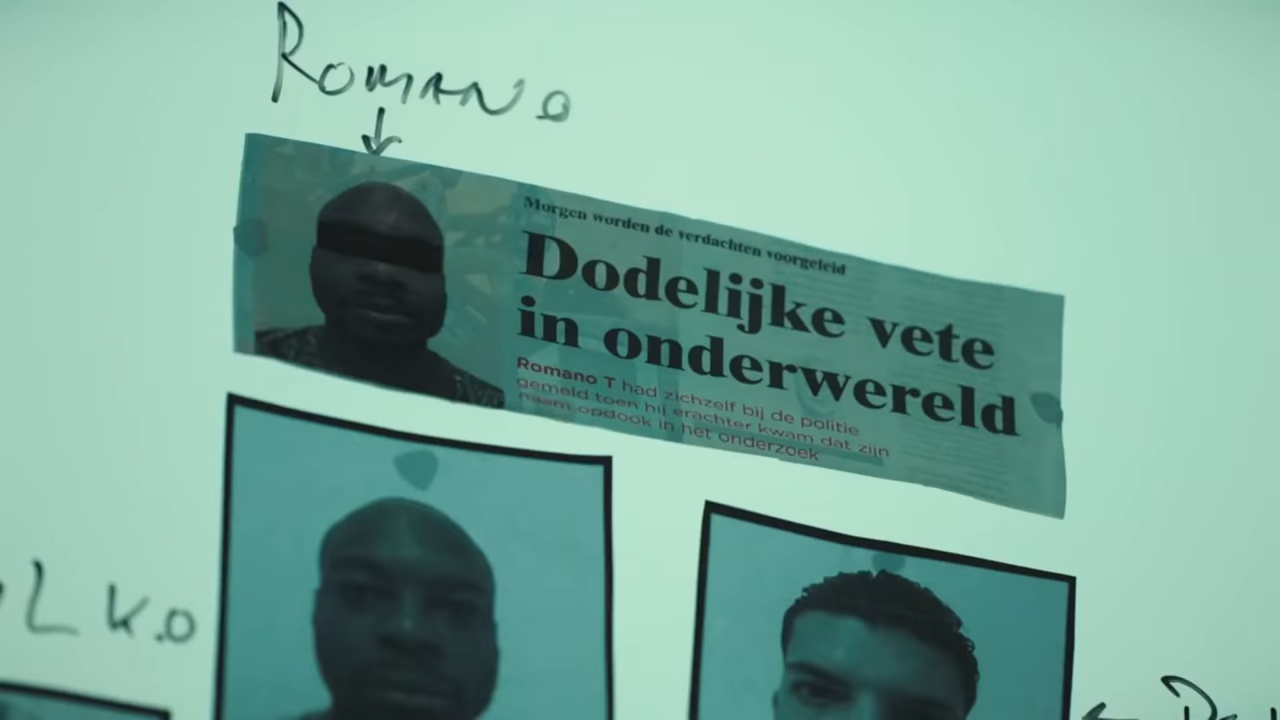 ROMANO
Morgen worden de verdachten voorgeleid
Dodelijke vete
in onderwereld
Romano T had zichzelf bij de politie
gemeld toen hij erachter kwam dat zijn
naam opdook in het onderzoek
LKO